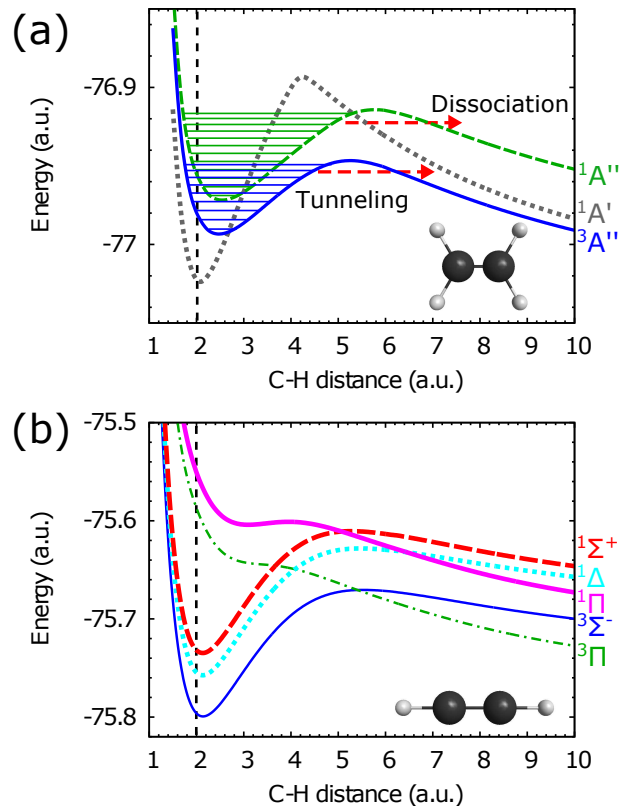 (a)
Energy (a.u.)
-76.9
-77
Dissociation
Tunneling
¹A''
¹A'
³A''
1 2 3 4 5 6 7 8 9 10
C-H distance (a.u.)
(b)
Energy (a.u.)
-75.5
-75.6
-75.7
-75.8
¹Σ⁺
¹Δ
¹Π
³Σ⁻
³Π
1 2 3 4 5 6 7 8 9 10
C-H distance (a.u.)